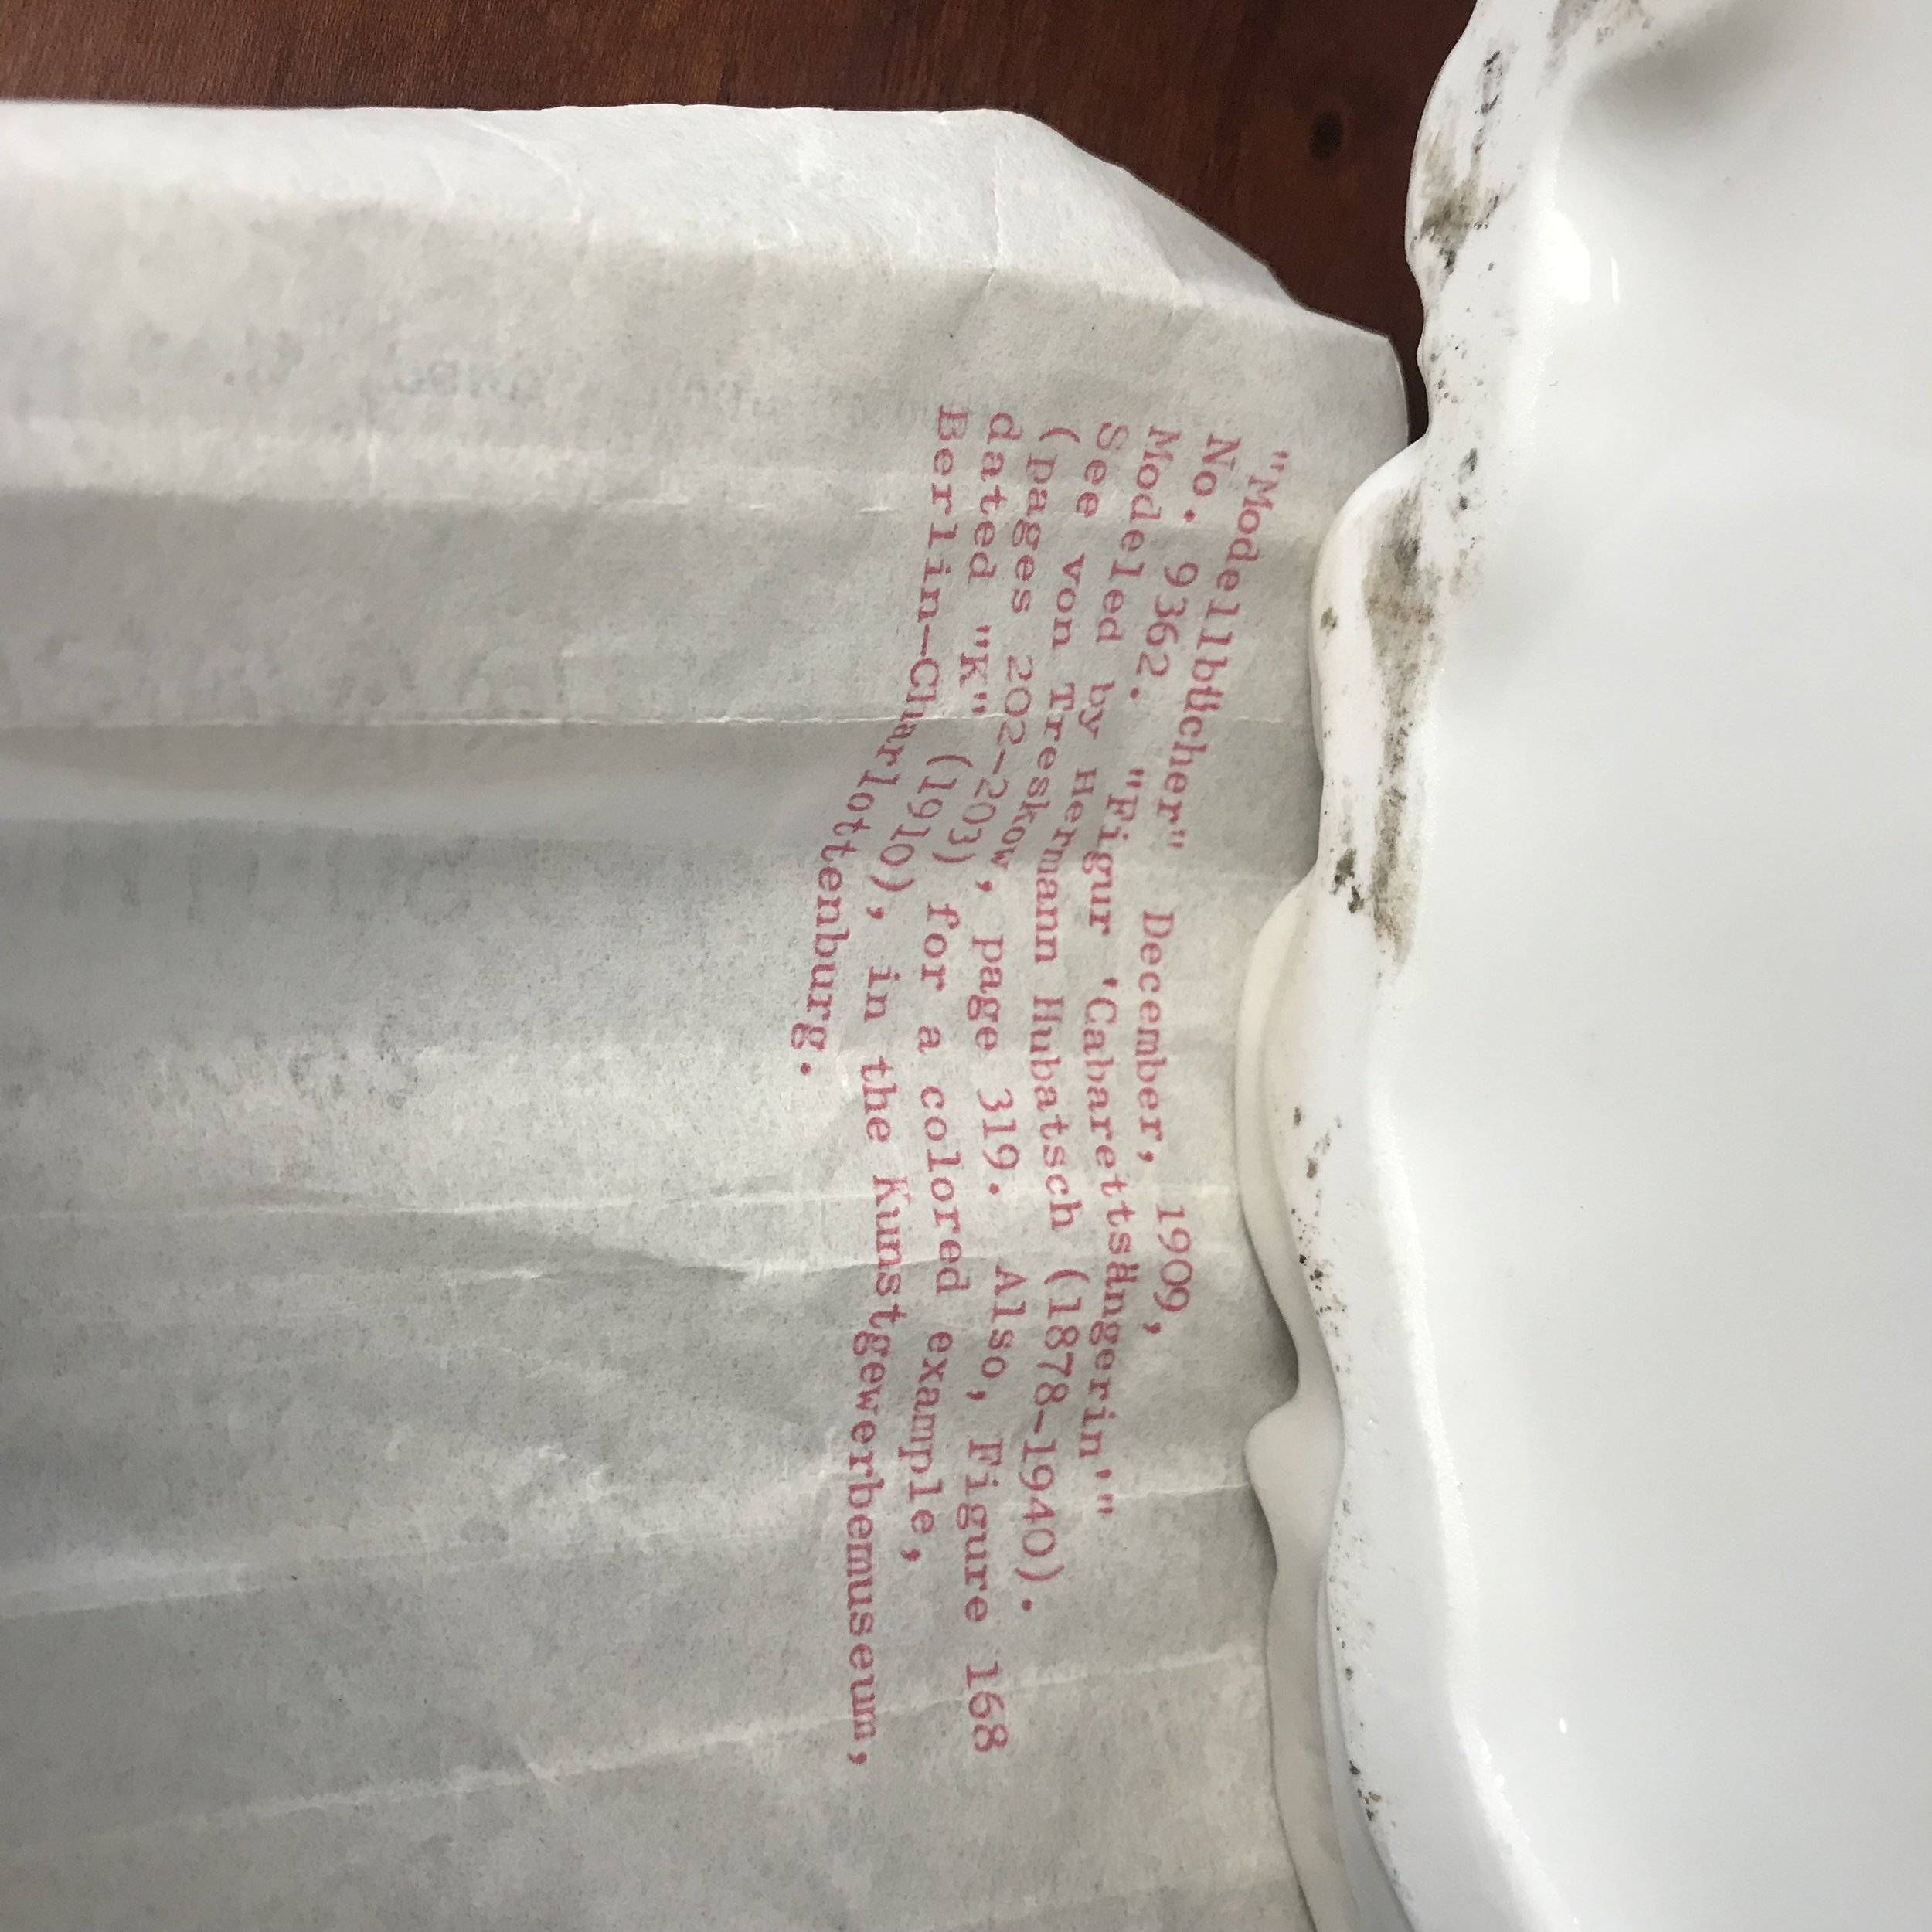 "Modellbücher" December, 1909,
No. 9362. "Figur 'Cabarettsängerin'"
Modeled by Hermann Hubatsch (1878-1940).
See von Treskow, page 319. Also, Figure 168
(pages 202-203) for a colored example,
dated "K" (1910), in the Kunstgewerbemuseum,
Berlin-Charlottenburg.